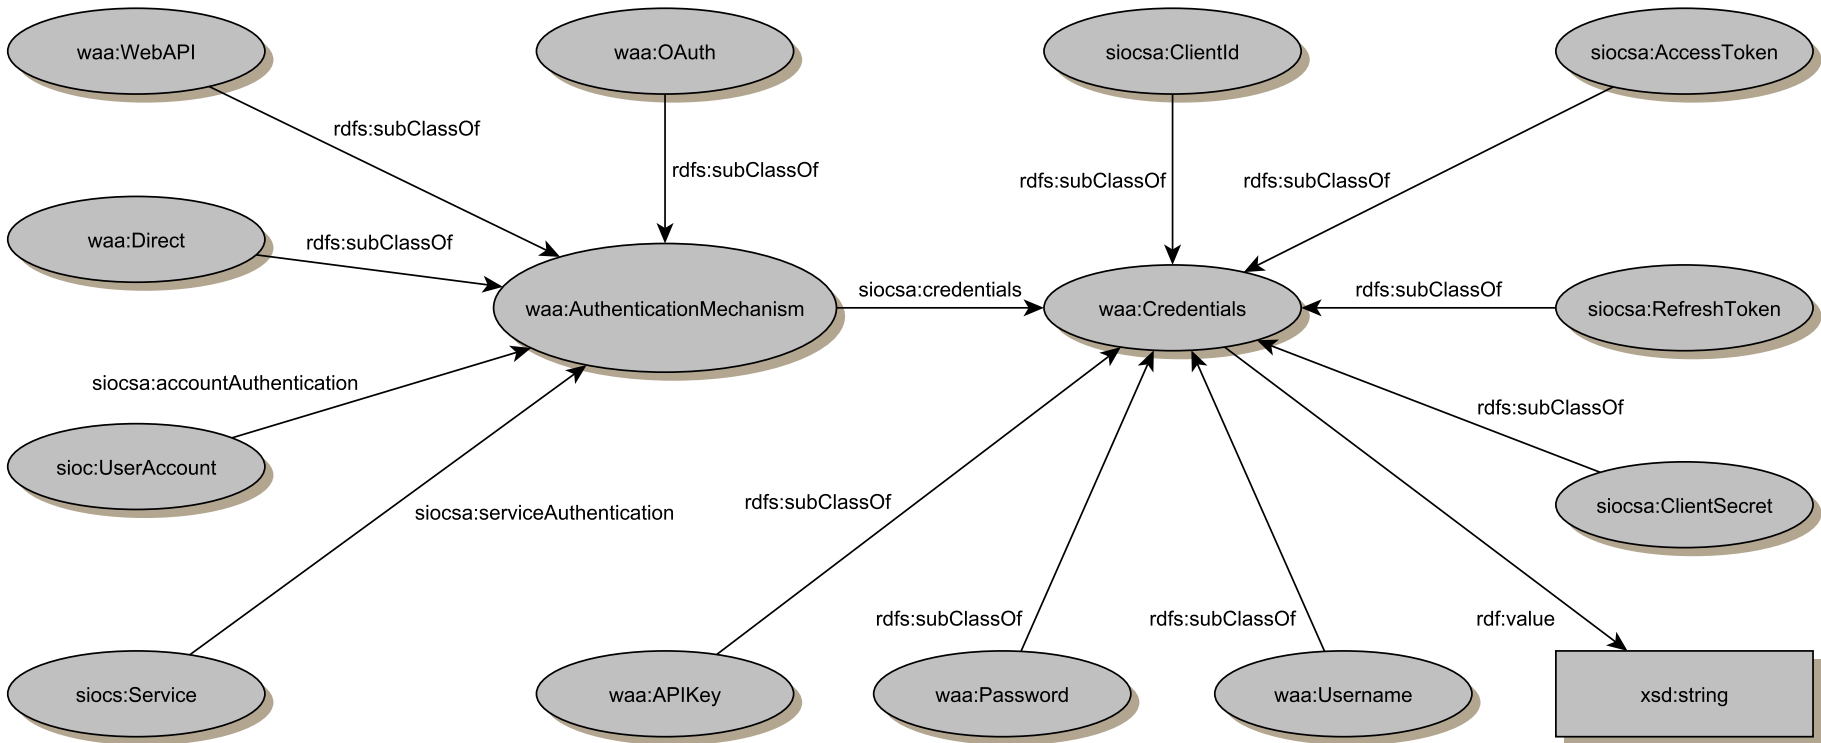 waa:WebAPI
waa:OAuth
siocsa:ClientId
siocsa:AccessToken
rdfs:subClassOf
rdfs:subClassOf
rdfs:subClassOf
rdfs:subClassOf
waa:Direct
rdfs:subClassOf
waa:AuthenticationMechanism
siocsa:credentials
waa:Credentials
rdfs:subClassOf
siocsa:RefreshToken
siocsa:accountAuthentication
rdfs:subClassOf
sioc:UserAccount
siocsa:serviceAuthentication
rdfs:subClassOf
siocsa:ClientSecret
rdfs:subClassOf
rdfs:subClassOf
rdf:value
siocs:Service
waa:APIKey
waa:Password
waa:Username
xsd:string